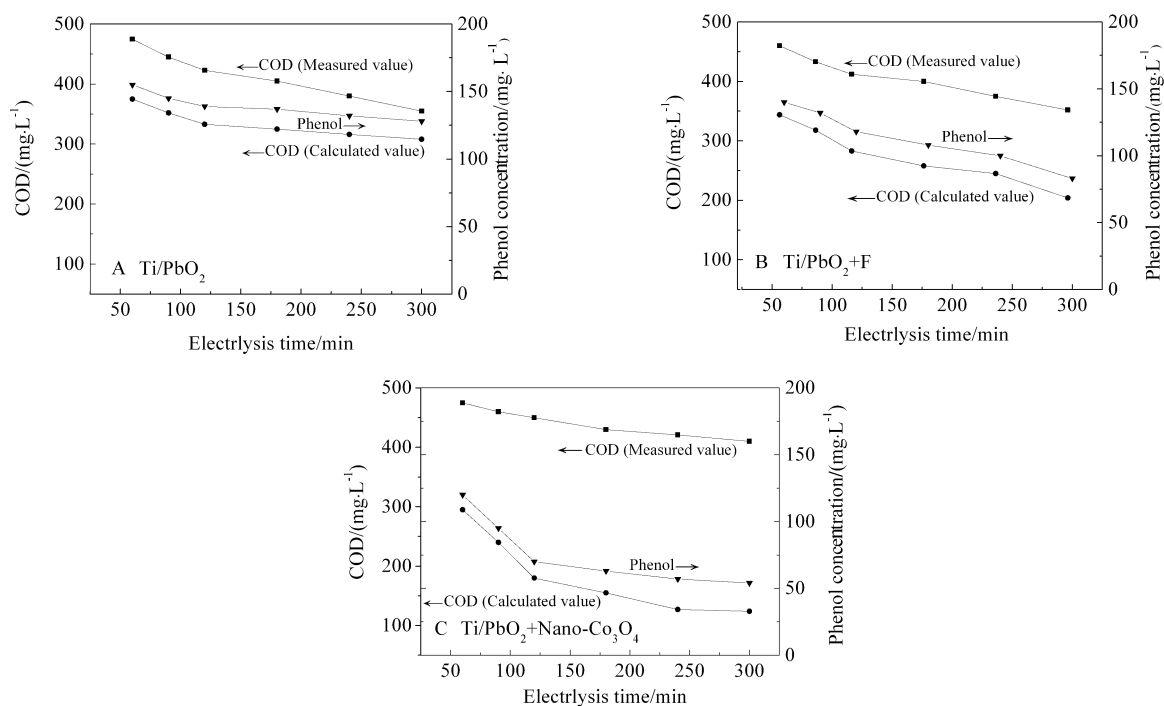 500
400
300
200
100
COD/(mg·L⁻¹)
200
150
100
50
0
Phenol concentration/(mg·L⁻¹)
COD (Measured value)
Phenol
COD (Calculated value)
A Ti/PbO₂
50 100 150 200 250 300
Electrlysis time/min
500
400
300
200
100
COD/(mg·L⁻¹)
200
150
100
50
0
Phenol concentration/(mg·L⁻¹)
COD (Measured value)
Phenol
COD (Calculated value)
B Ti/PbO₂+F
50 100 150 200 250 300
Electrlysis time/min
500
400
300
200
100
COD/(mg·L⁻¹)
200
150
100
50
0
Phenol concentration/(mg·L⁻¹)
COD (Measured value)
Phenol
COD (Calculated value)
C Ti/PbO₂+Nano-Co₃O₄
50 100 150 200 250 300
Electrlysis time/min